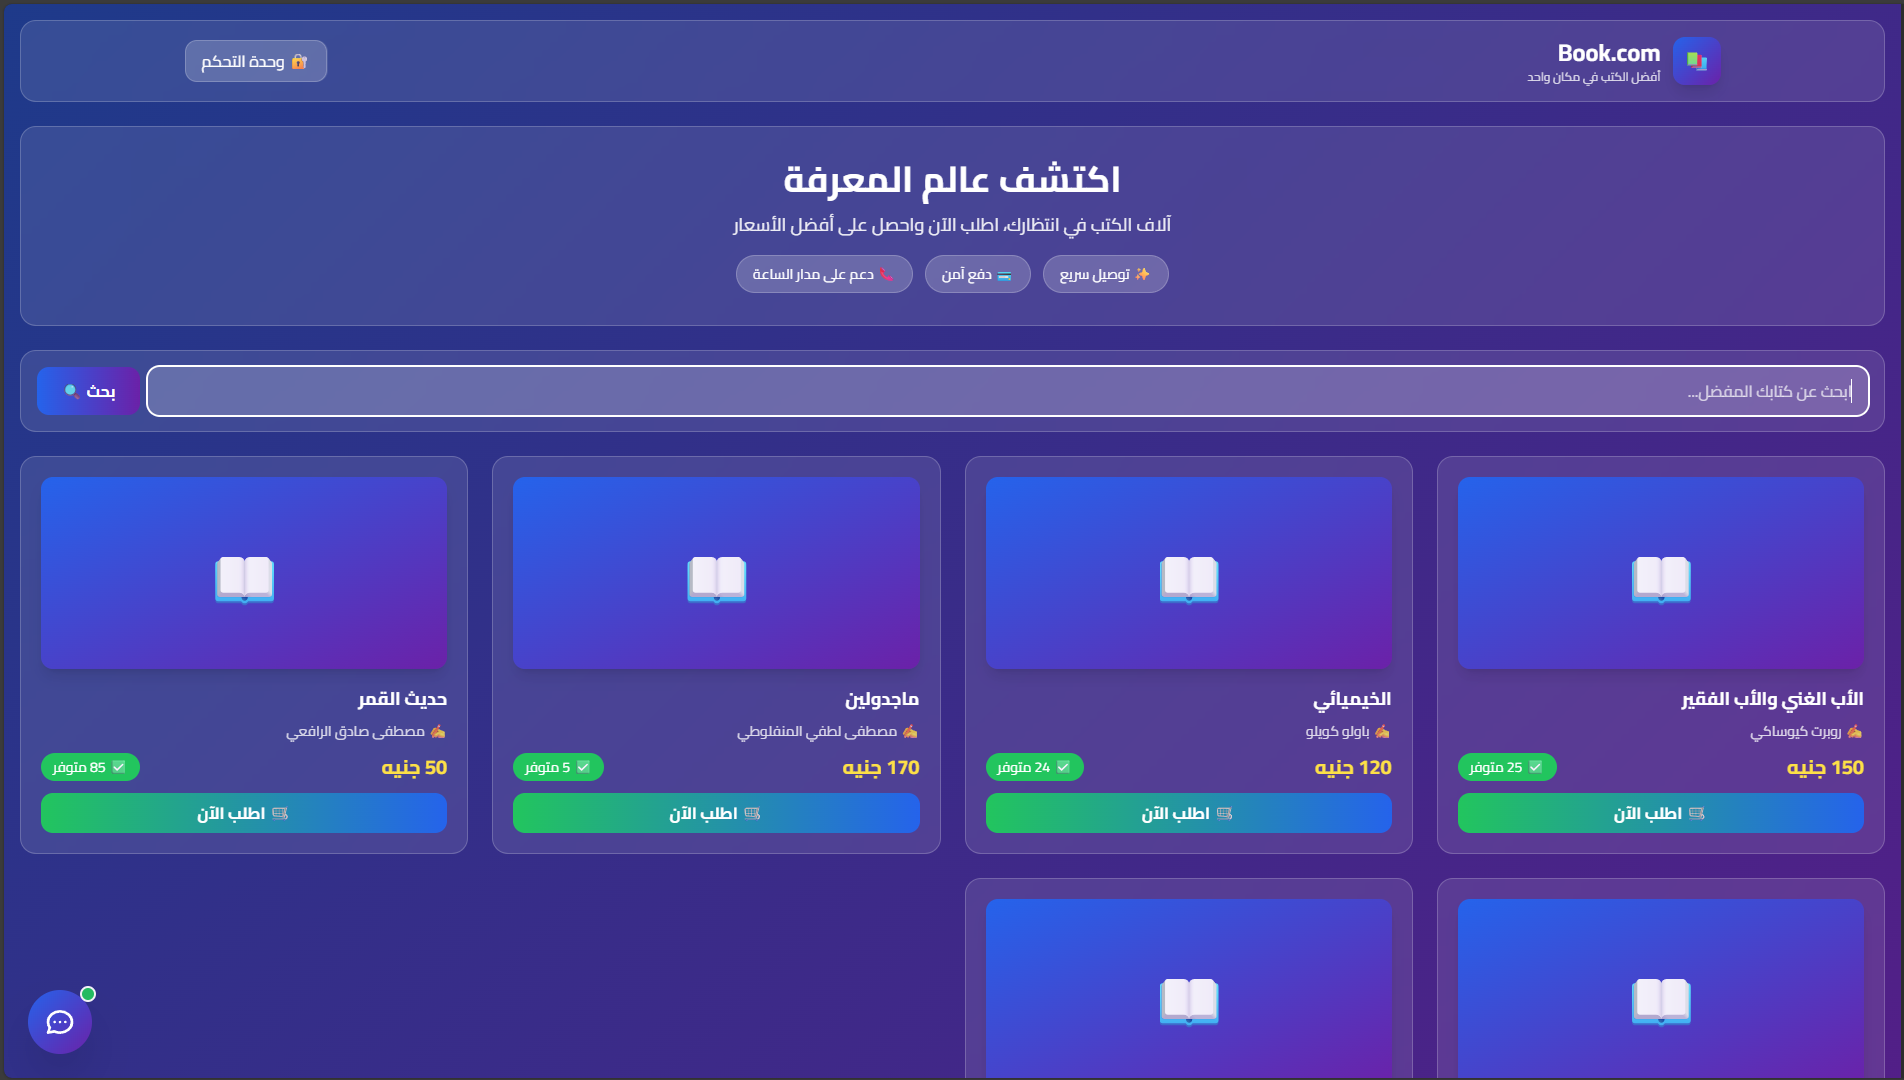 Book.com
أفضل الكتب في مكان واحد
وحدة التحكم
اكتشف عالم المعرفة
آلاف الكتب في انتظارك، اطلب الآن واحصل على أفضل الأسعار
توصيل سريع
دفع آمن
دعم على مدار الساعة
ابحث عن كتابك المفضل...
بحث
الأب الغني والأب الفقير
روبرت كيوساكي
150 جنيه
25 متوفر
اطلب الآن
الخيميائي
باولو كويلو
120 جنيه
24 متوفر
اطلب الآن
ماجدولين
مصطفى لطفي المنفلوطي
170 جنيه
5 متوفر
اطلب الآن
حديث القمر
مصطفى صادق الرافعي
50 جنيه
85 متوفر
اطلب الآن